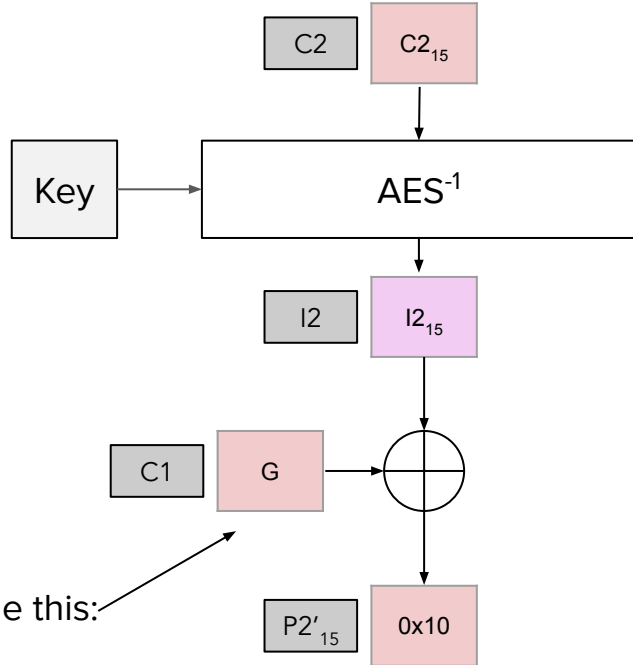 C2 C2₁₅
Key AES⁻¹
I2 I2₁₅
C1 G
e this:
P2′₁₅ 0x10